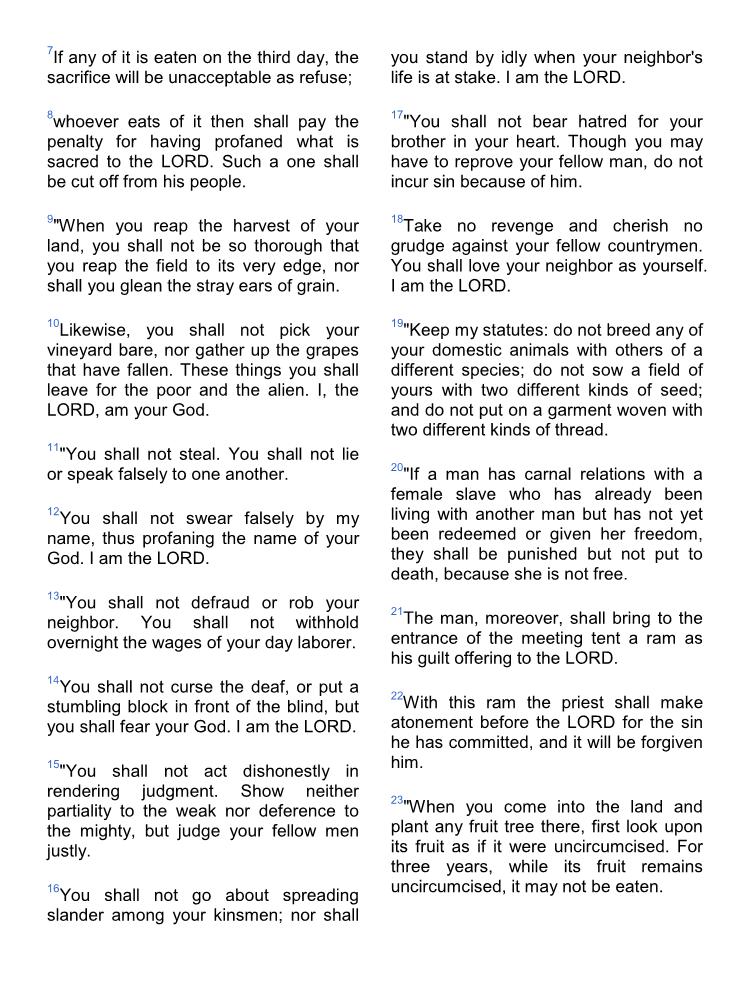 7If any of it is eaten on the third day, the
sacrifice will be unacceptable as refuse;
8whoever eats of it then shall pay the
penalty for having profaned what is
sacred to the LORD. Such a one shall
be cut off from his people.
9"When you reap the harvest of your
land, you shall not be so thorough that
you reap the field to its very edge, nor
shall you glean the stray ears of grain.
10Likewise, you shall not pick your
vineyard bare, nor gather up the grapes
that have fallen. These things you shall
leave for the poor and the alien. I, the
LORD, am your God.
11"You shall not steal. You shall not lie
or speak falsely to one another.
12You shall not swear falsely by my
name, thus profaning the name of your
God. I am the LORD.
13"You shall not defraud or rob your
neighbor. You shall not withhold
overnight the wages of your day laborer.
14You shall not curse the deaf, or put a
stumbling block in front of the blind, but
you shall fear your God. I am the LORD.
15"You shall not act dishonestly in
rendering judgment. Show neither
partiality to the weak nor deference to
the mighty, but judge your fellow men
justly.
16You shall not go about spreading
slander among your kinsmen; nor shall
you stand by idly when your neighbor's
life is at stake. I am the LORD.
17"You shall not bear hatred for your
brother in your heart. Though you may
have to reprove your fellow man, do not
incur sin because of him.
18Take no revenge and cherish no
grudge against your fellow countrymen.
You shall love your neighbor as yourself.
I am the LORD.
19"Keep my statutes: do not breed any of
your domestic animals with others of a
different species; do not sow a field of
yours with two different kinds of seed;
and do not put on a garment woven with
two different kinds of thread.
20"If a man has carnal relations with a
female slave who has already been
living with another man but has not yet
been redeemed or given her freedom,
they shall be punished but not put to
death, because she is not free.
21The man, moreover, shall bring to the
entrance of the meeting tent a ram as
his guilt offering to the LORD.
22With this ram the priest shall make
atonement before the LORD for the sin
he has committed, and it will be forgiven
him.
23"When you come into the land and
plant any fruit tree there, first look upon
its fruit as if it were uncircumcised. For
three years, while its fruit remains
uncircumcised, it may not be eaten.